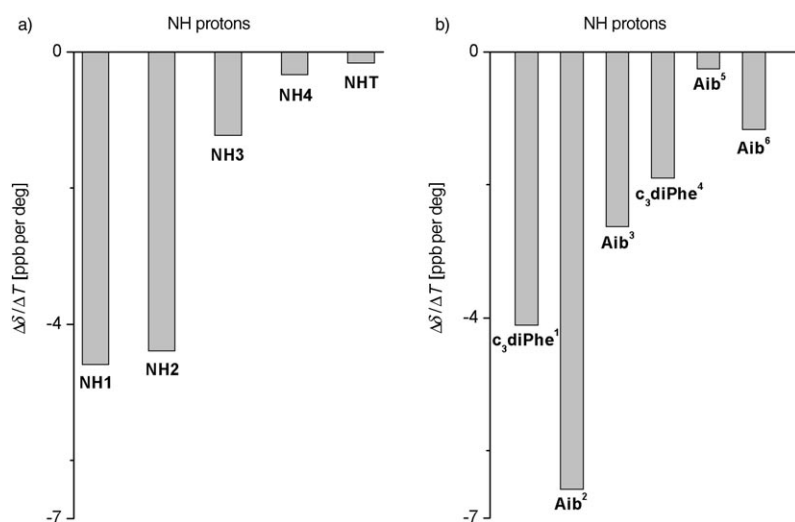 a)
NH protons
0
-4
-7
Δδ/ΔT [ppb per deg]
NH1
NH2
NH3
NH4
NHT
b)
NH protons
0
-4
-7
Δδ/ΔT [ppb per deg]
c₃diPhe¹
Aib²
Aib³
c₃diPhe⁴
Aib⁵
Aib⁶